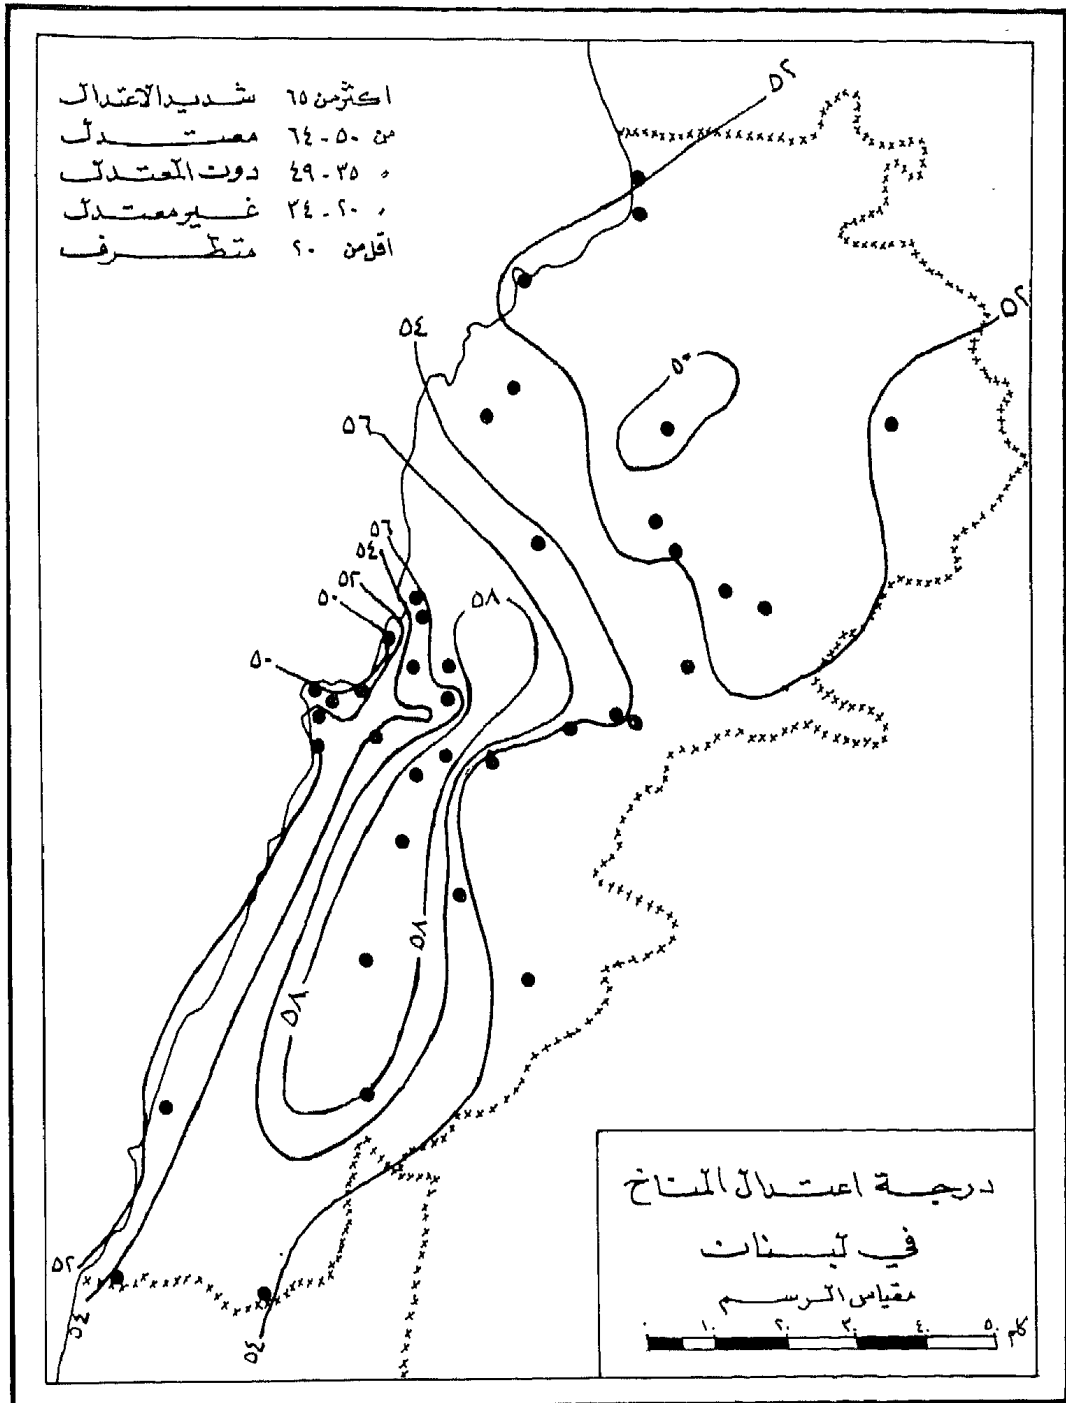 اكثر من ٦٥ شديد الاعتدال
من ٥٠-٦٤ معتدل
٣٥-٤٩ دون المعتدل
٢٠-٣٤ غير معتدل
اقل من ٢٠ متطرف
٥٢
٥٢
٥٤
٥٠
٥٦
٥٦
٥٤
٥٢
٥٠
٥٨
٥٠
٥٨
٥٨
٥٢
٥٤
٥٤
درجة اعتدال المناخ
في لبنان
مقياس الرسم
٠ ١٠ ٢٠ ٣٠ ٤٠ ٥٠ كلم